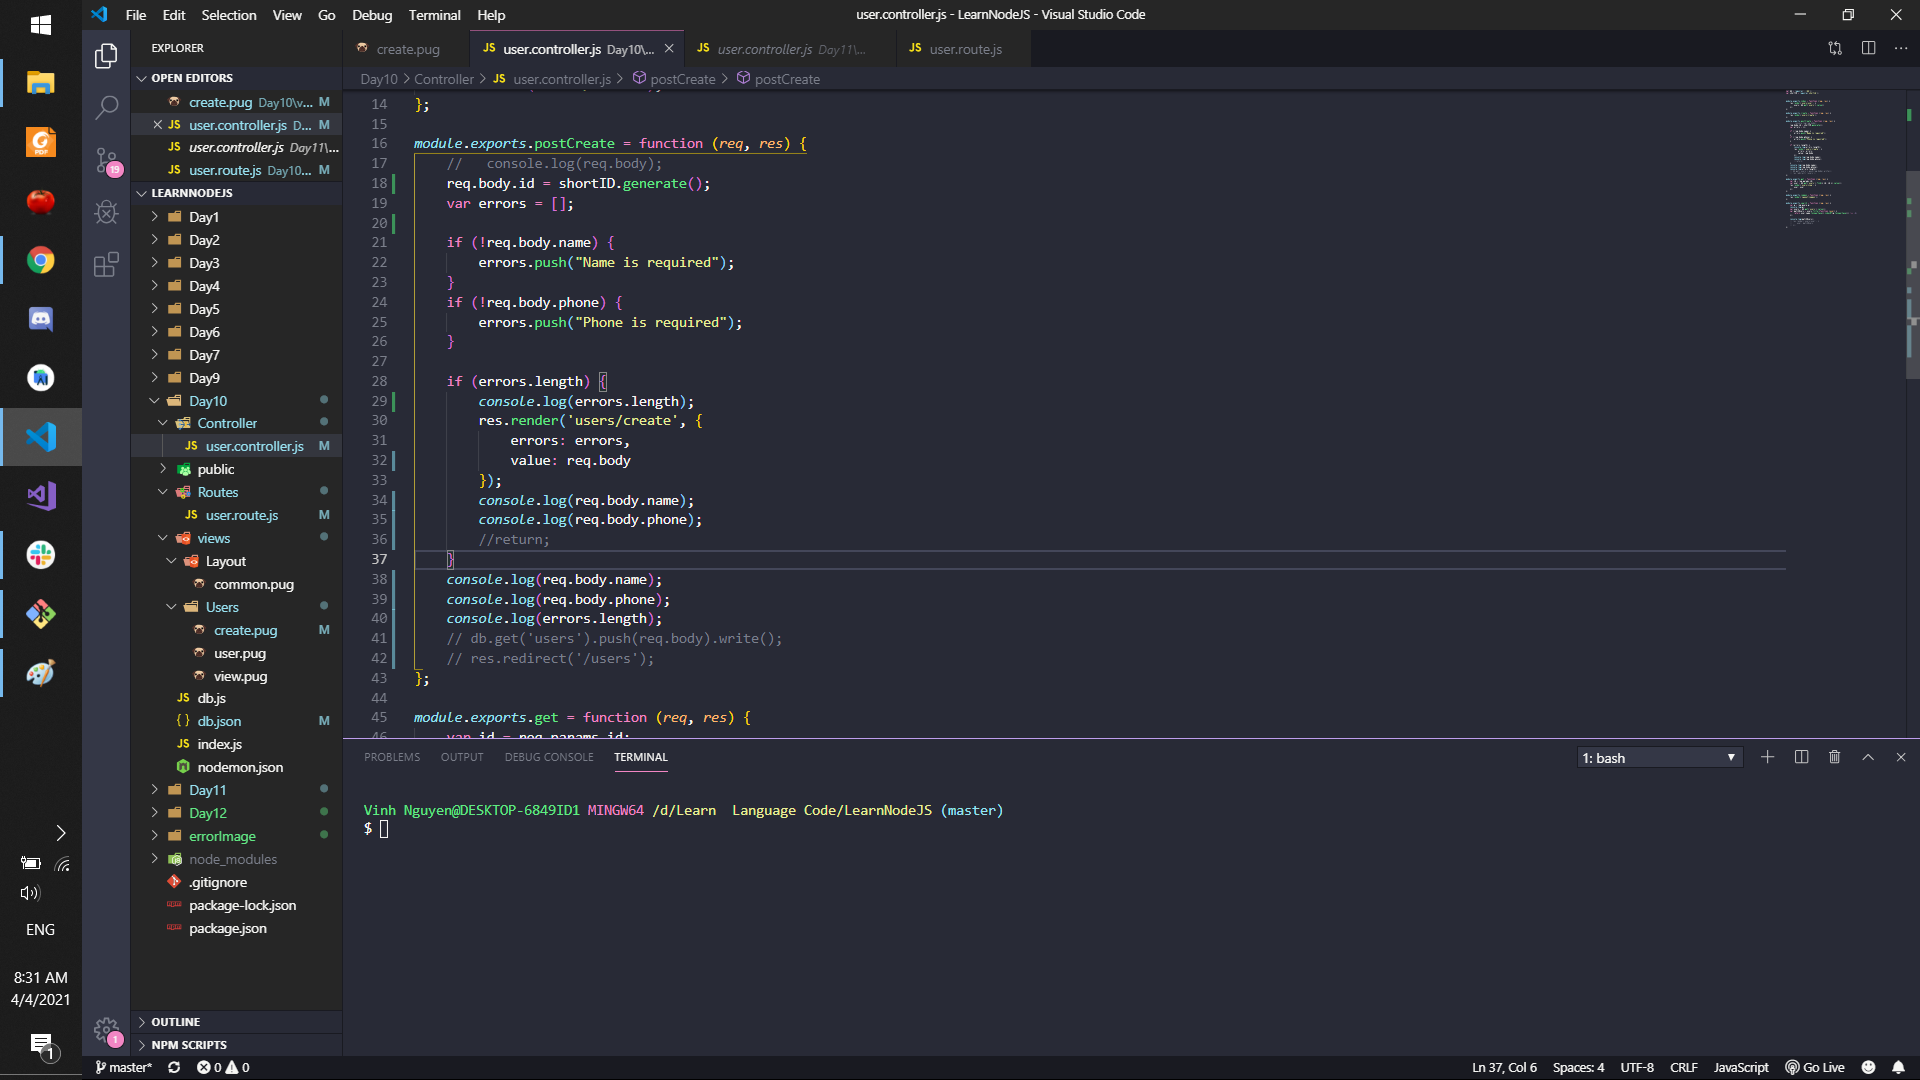 File Edit Selection View Go Debug Terminal Help
user.controller.js - LearnNodeJS - Visual Studio Code
EXPLORER
OPEN EDITORS
create.pug Day10\v... M
user.controller.js D... M
user.controller.js Day11\...
user.route.js Day10... M
LEARNNODEJS
Day1
Day2
Day3
Day4
Day5
Day6
Day7
Day9
Day10
Controller
user.controller.js M
public
Routes
user.route.js M
views
Layout
common.pug
Users
create.pug M
user.pug
view.pug
db.js
db.json M
index.js
nodemon.json
Day11
Day12
errorImage
node_modules
.gitignore
package-lock.json
package.json
OUTLINE
NPM SCRIPTS
create.pug
JS user.controller.js Day10\...
JS user.controller.js Day11\...
JS user.route.js
Day10 > Controller > JS user.controller.js > postCreate > postCreate
14 };
15
16 module.exports.postCreate = function (req, res) {
17 //   console.log(req.body);
18 req.body.id = shortID.generate();
19 var errors = [];
20
21 if (!req.body.name) {
22 errors.push("Name is required");
23 }
24 if (!req.body.phone) {
25 errors.push("Phone is required");
26 }
27
28 if (errors.length) {
29 console.log(errors.length);
30 res.render('users/create', {
31 errors: errors,
32 value: req.body
33 });
34 console.log(req.body.name);
35 console.log(req.body.phone);
36 //return;
37 }
38 console.log(req.body.name);
39 console.log(req.body.phone);
40 console.log(errors.length);
41 // db.get('users').push(req.body).write();
42 // res.redirect('/users');
43 };
44
45 module.exports.get = function (req, res) {
46 var id = req.params.id;
PROBLEMS OUTPUT DEBUG CONSOLE TERMINAL
1: bash
Vinh Nguyen@DESKTOP-6849ID1 MINGW64 /d/Learn  Language Code/LearnNodeJS (master)
$
19
PDF
ENG
8:31 AM
4/4/2021
1
1
master* 0 0
Ln 37, Col 6 Spaces: 4 UTF-8 CRLF JavaScript Go Live